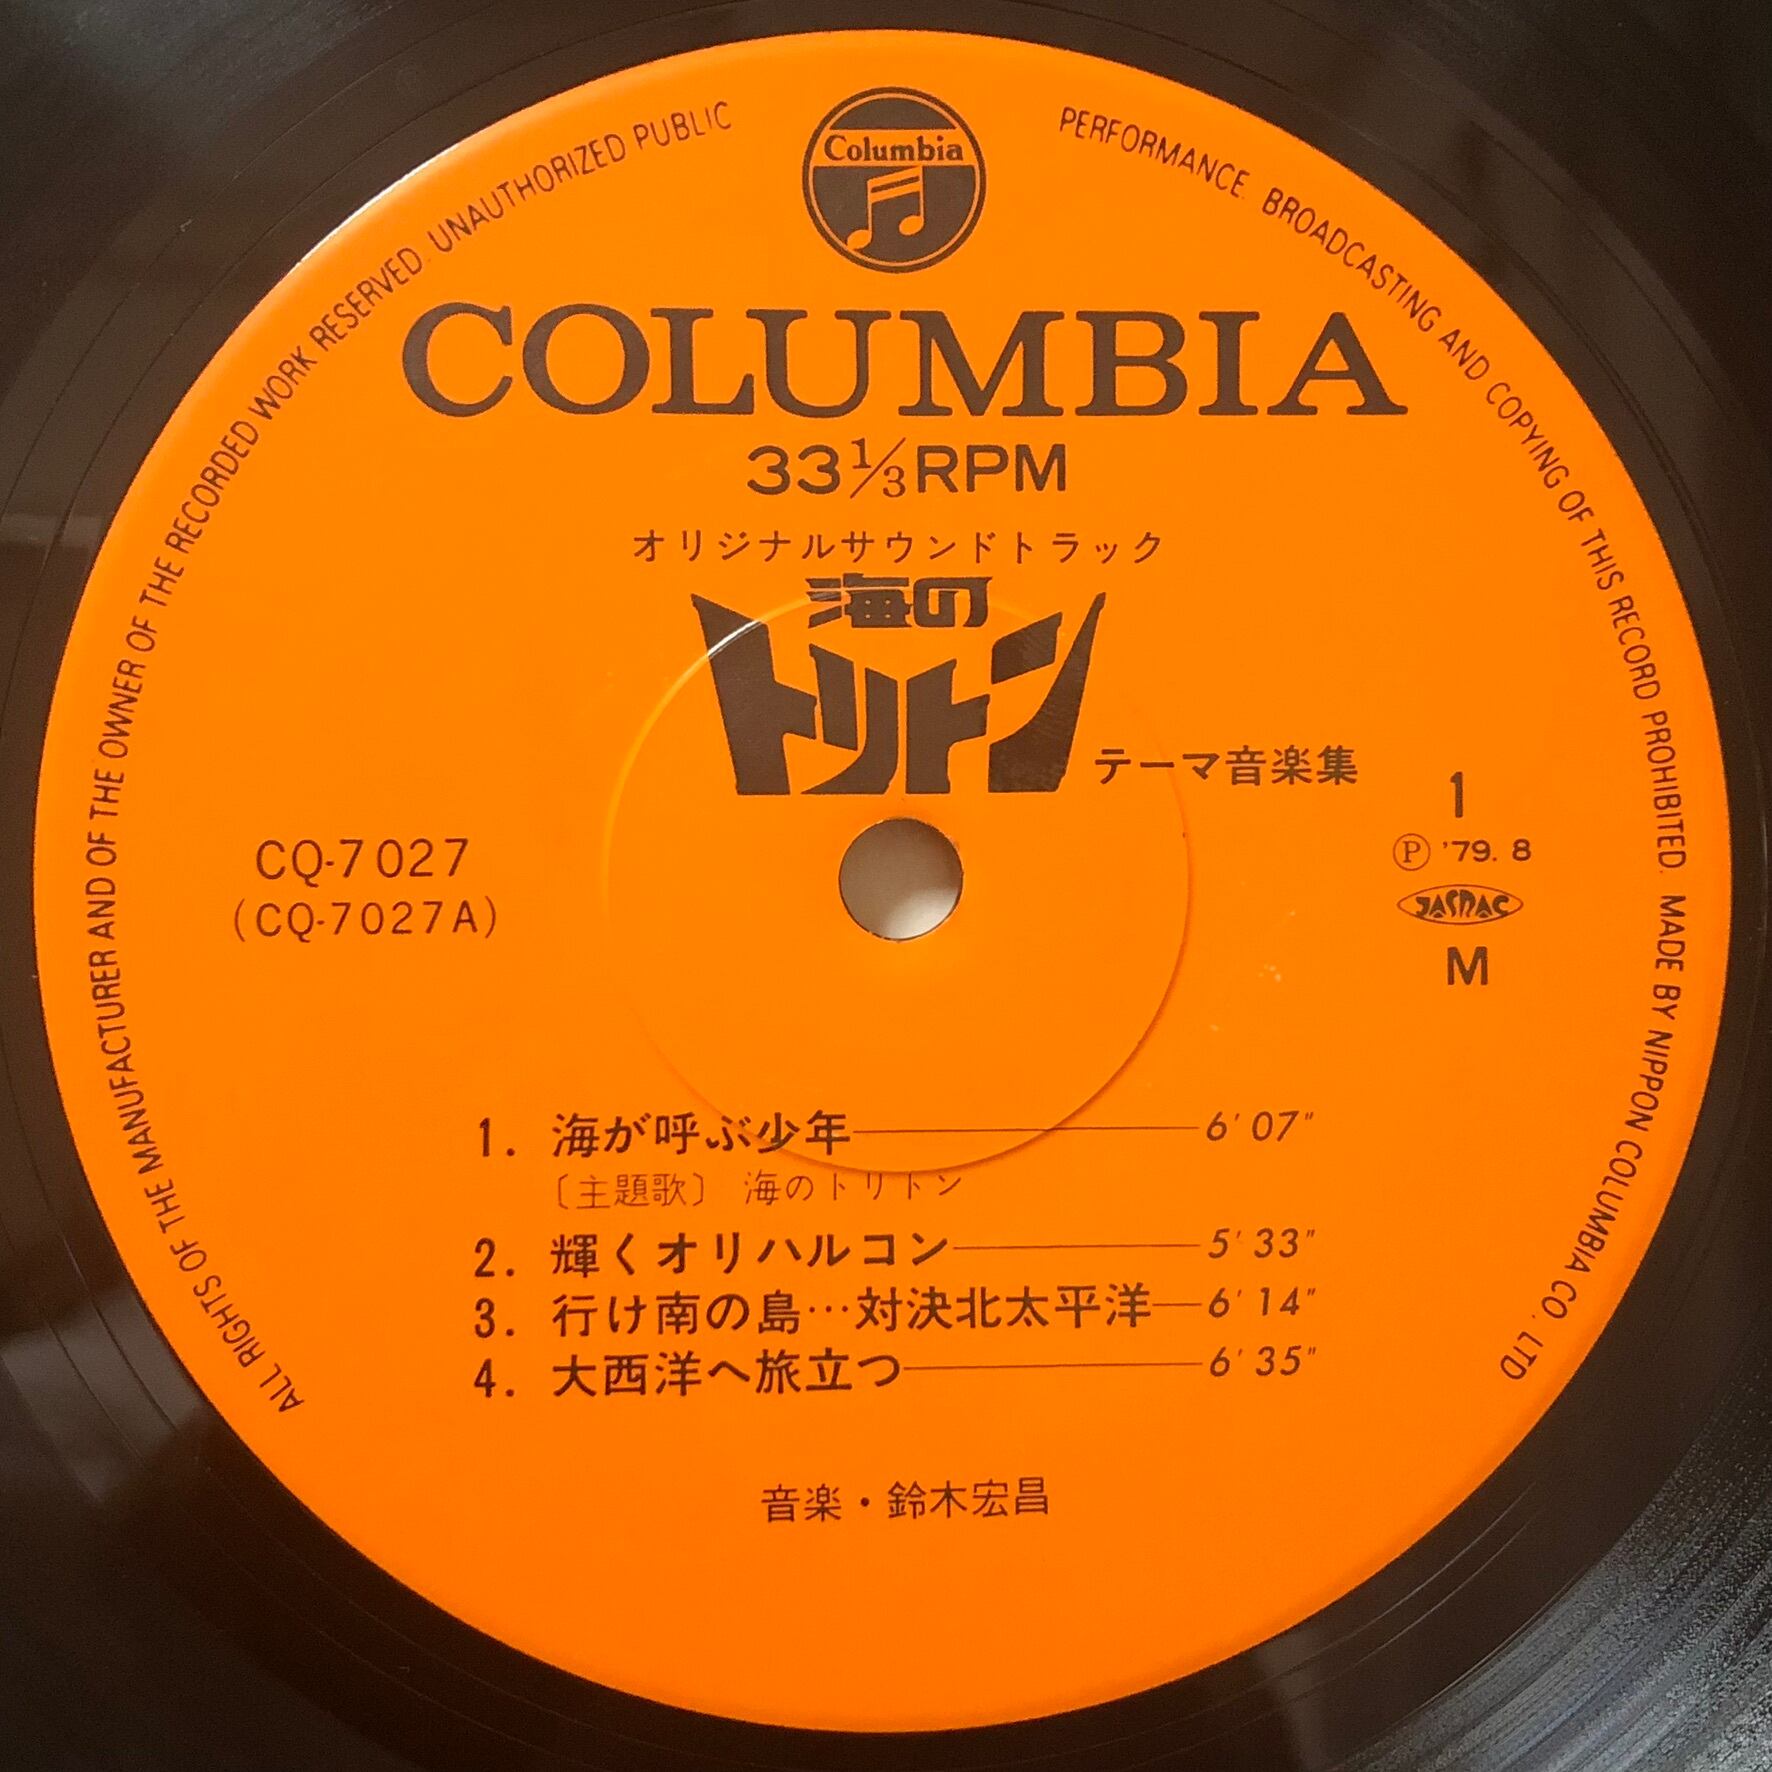 Columbia
ALL RIGHTS OF THE MANUFACTURER AND OF THE OWNER OF THE RECORDED WORK RESERVED. UNAUTHORIZED PUBLIC PERFORMANCE. BROADCASTING AND COPYING OF THIS RECORD PROHIBITED. MADE BY NIPPON COLUMBIA CO., LTD
COLUMBIA
33 1/3 RPM
オリジナルサウンドトラック
海の
トリトン
テーマ音楽集
1
Ⓟ '79. 8
JASRAC
M
CQ-7027
(CQ-7027A)
1. 海が呼ぶ少年 6' 07"
〔主題歌〕 海のトリトン
2. 輝くオリハルコン 5' 33"
3. 行け南の島…対決北太平洋 6' 14"
4. 大西洋へ旅立つ 6' 35"
音楽・鈴木宏昌